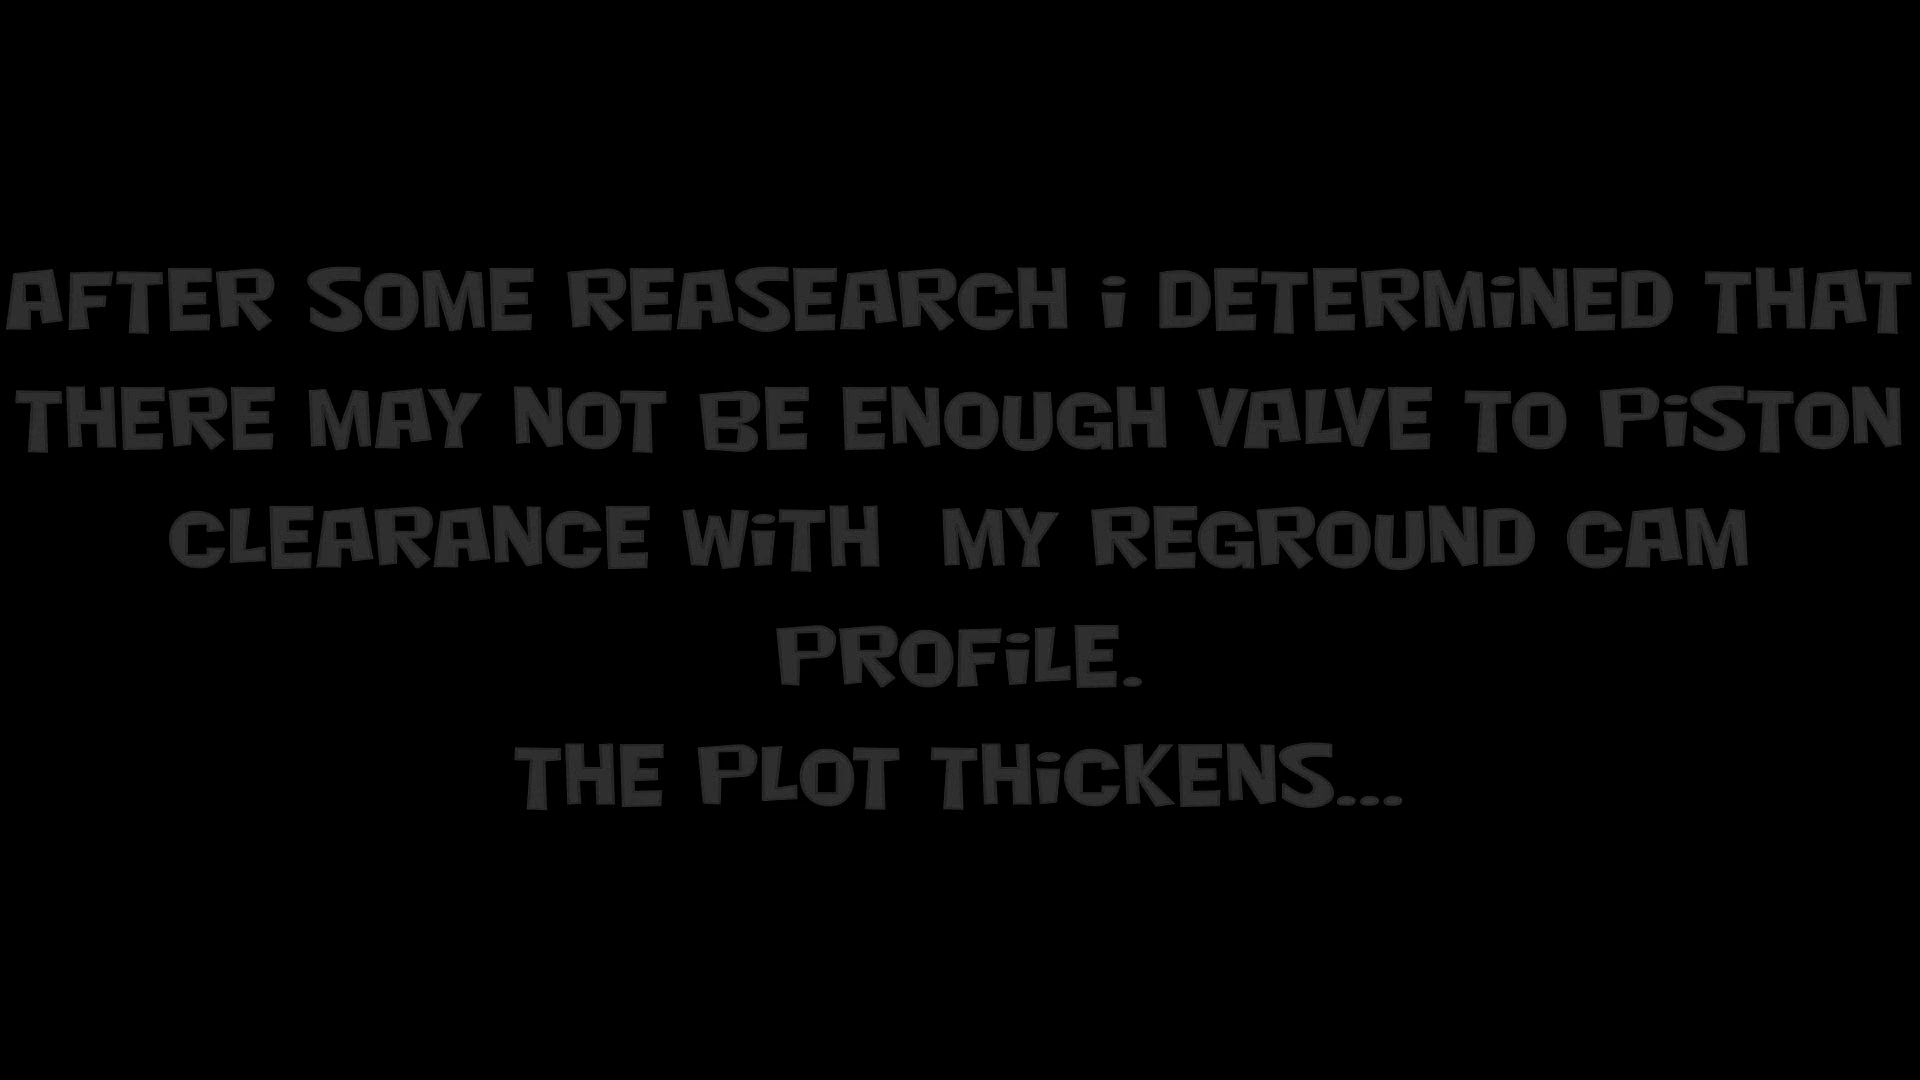 AFTER SOME REASEARCH i DETERMiNED THAT
THERE MAY NOT BE ENOUGH VALVE TO PiSTON
CLEARANCE WiTH  MY REGROUND CAM
PROFiLE.
THE PLOT THiCKENS....